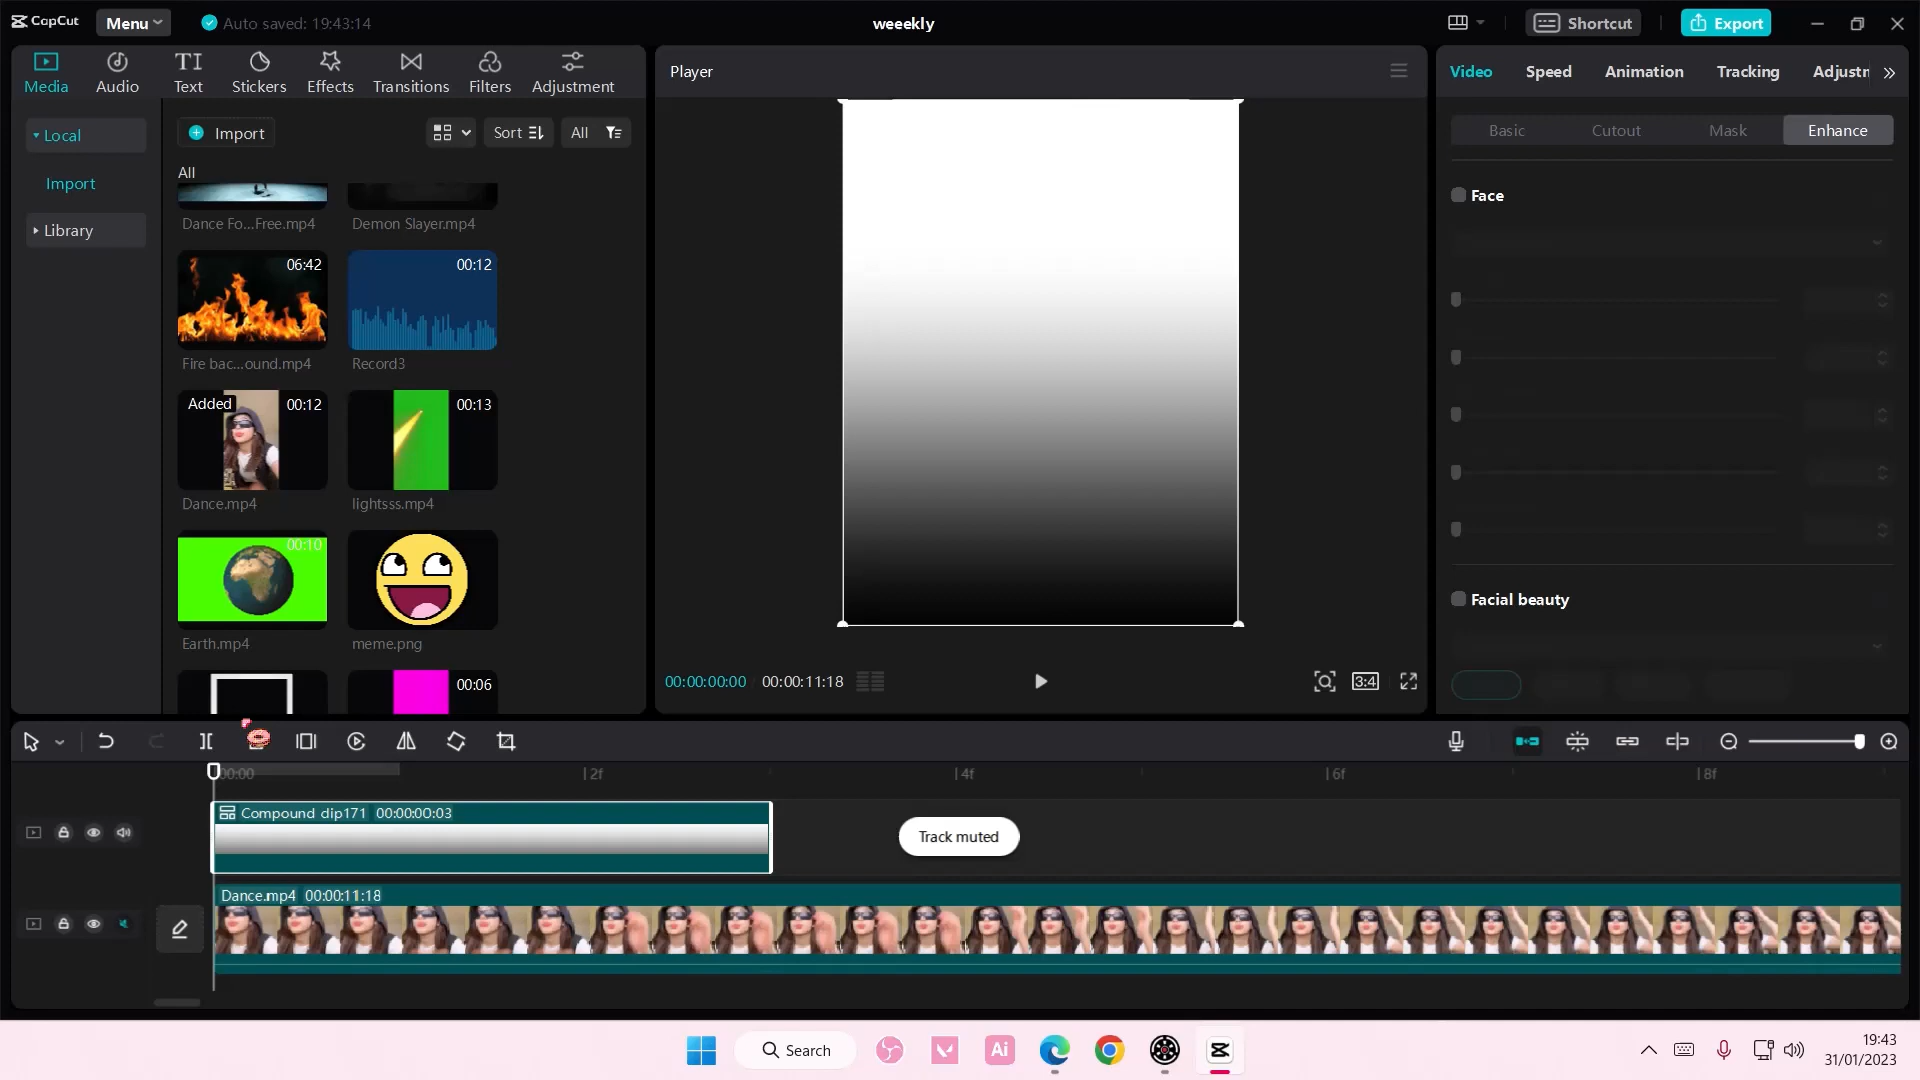 CapCut
Menu
Auto saved: 19:43:14
weeekly
Shortcut
Export
Media
Audio
TI
Text
Stickers
Effects
Transitions
Filters
Adjustment
Player
Video
Speed
Animation
Tracking
Adjustn
Local
Import
Library
Import
Sort
All
All
Dance Fo...Free.mp4
Demon Slayer.mp4
06:42
00:12
Fire bac...ound.mp4
Record3
Added
00:12
00:13
Dance.mp4
lightsss.mp4
00:10
Earth.mp4
meme.png
00:06
Basic
Cutout
Mask
Enhance
Face
Facial beauty
00:00:00:00
00:00:11:18
3:4
00:00
2f
4f
6f
8f
Compound clip171 00:00:00:03
Track muted
Dance.mp4 00:00:11:18
Search
Ai
19:43
31/01/2023